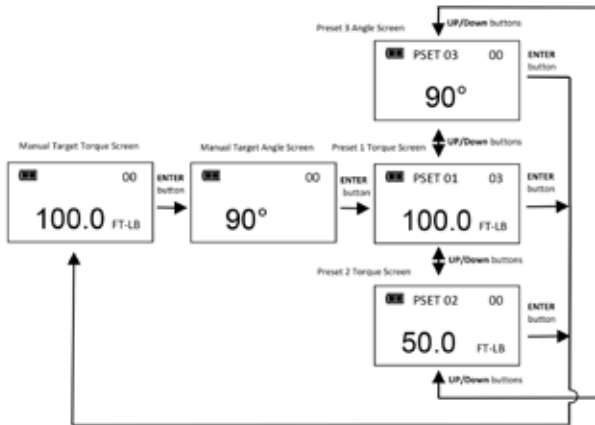 UP/Down buttons
Preset 3 Angle Screen
PSET 03 00
90°
ENTER
button
UP/Down buttons
Manual Target Torque Screen
Manual Target Angle Screen
Preset 1 Torque Screen
00
100.0 FT-LB
ENTER
button
00
90°
ENTER
button
PSET 01 03
100.0 FT-LB
ENTER
button
UP/Down buttons
Preset 2 Torque Screen
PSET 02 00
50.0 FT-LB
ENTER
button
UP/Down buttons